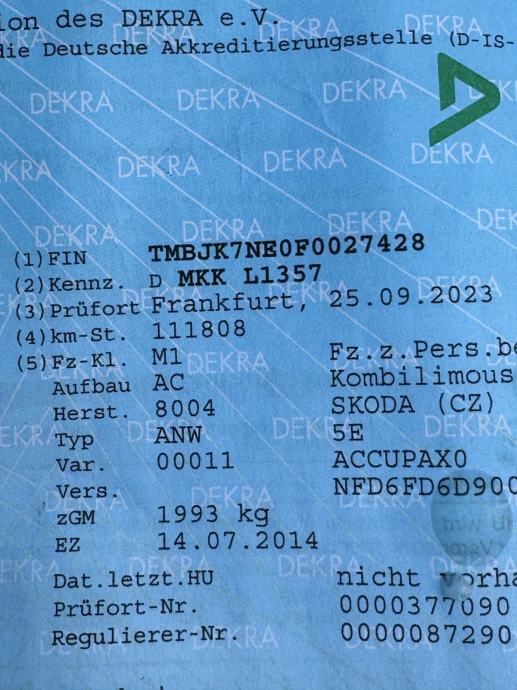 ion des DEKRA e.V.
die Deutsche Akkreditierungsstelle (D-IS-
(1) FIN TMBJK7NE0F0027428
(2) Kennz. D MKK L1357
(3) Prüfort Frankfurt, 25.09.2023
(4) km-St. 111808
(5) Fz-Kl. M1 Fz.z.Pers.be
Aufbau AC Kombilimous
Herst. 8004 SKODA (CZ)
Typ ANW 5E
Var. 00011 ACCUPAX0
Vers. NFD6FD6D900
zGM 1993 kg
EZ 14.07.2014
Dat.letzt.HU nicht vorha
Prüfort-Nr. 0000377090
Regulierer-Nr. 0000087290